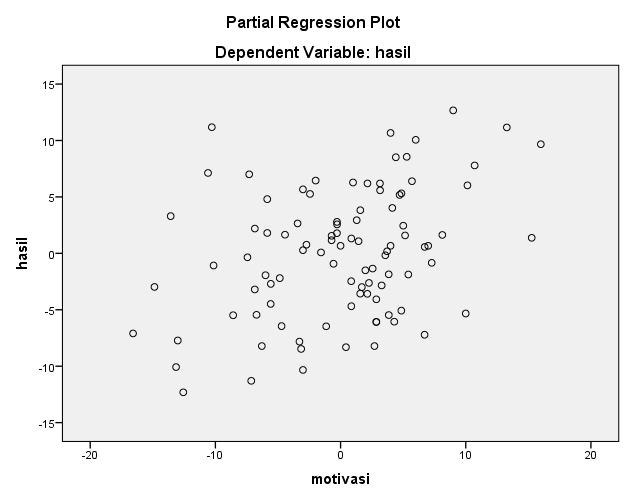 Partial Regression Plot
Dependent Variable: hasil
15
10
5
0
-5
-10
-15
hasil
-20 -10 0 10 20
motivasi